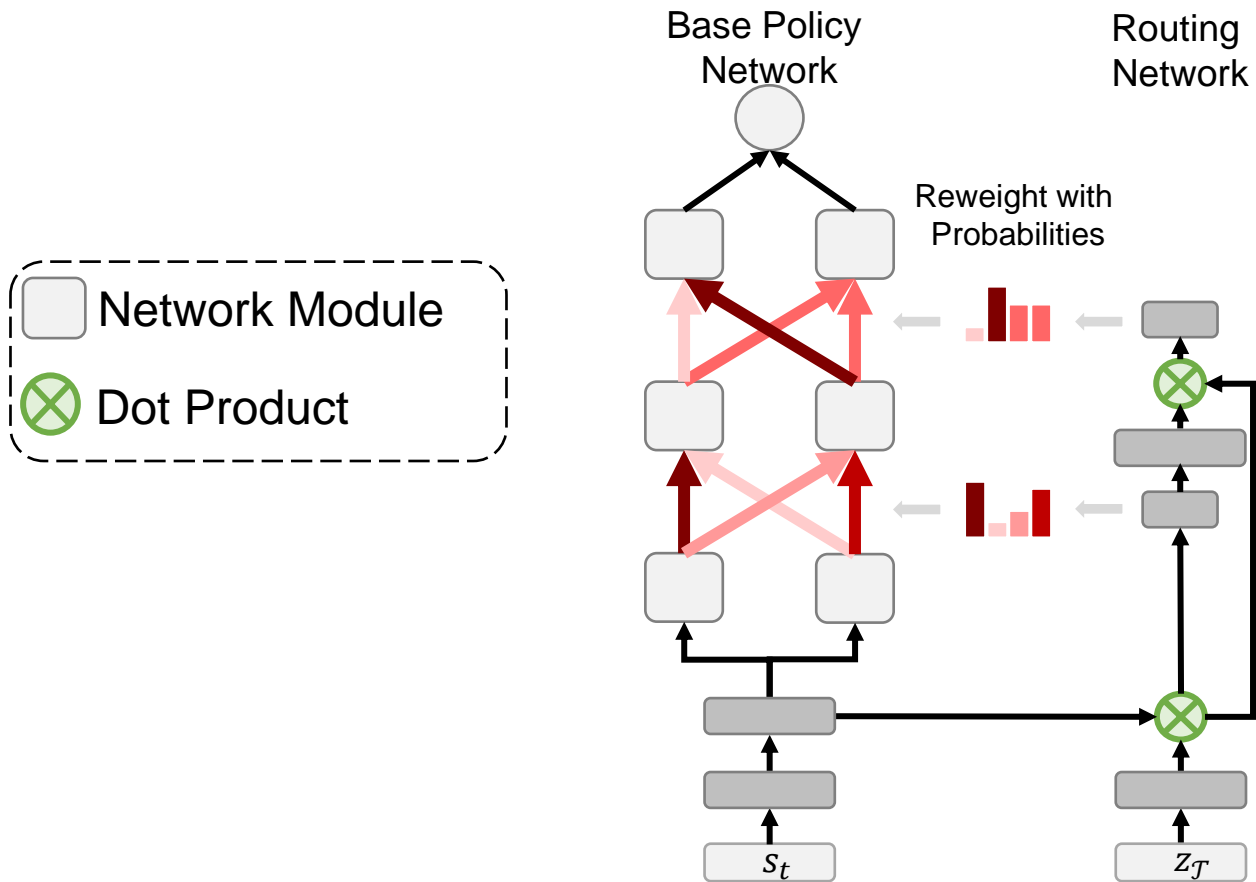 Base Policy
Network
Routing
Network
Reweight with
Probabilities
Network Module
Dot Product
s_t
z_𝒯